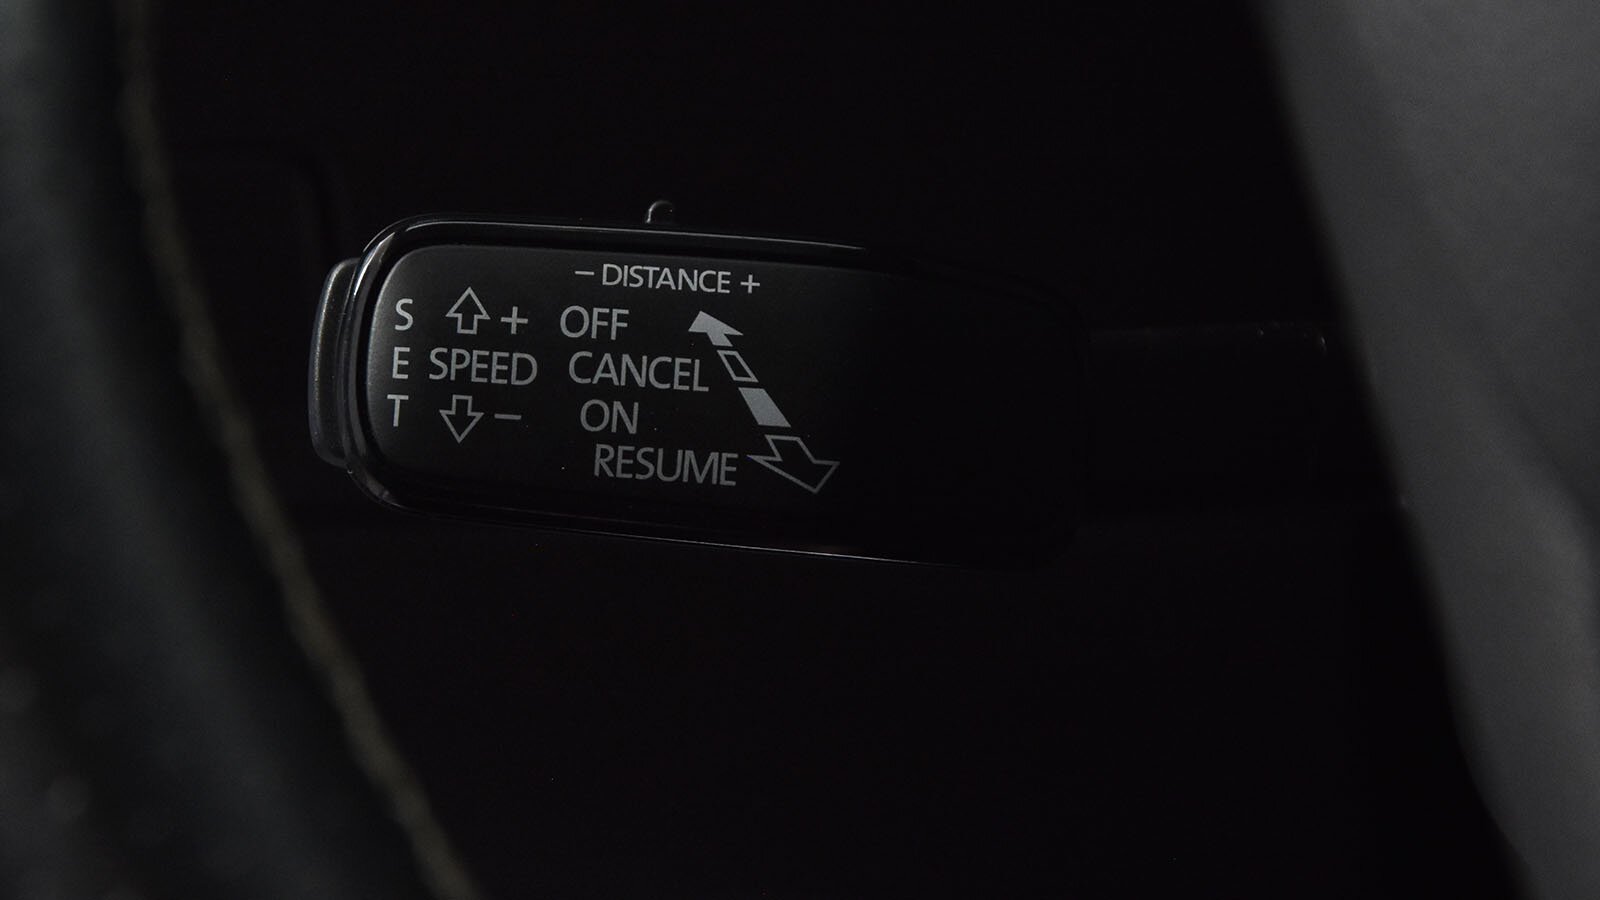 − DISTANCE +
S + OFF
E SPEED CANCEL
T − ON
RESUME